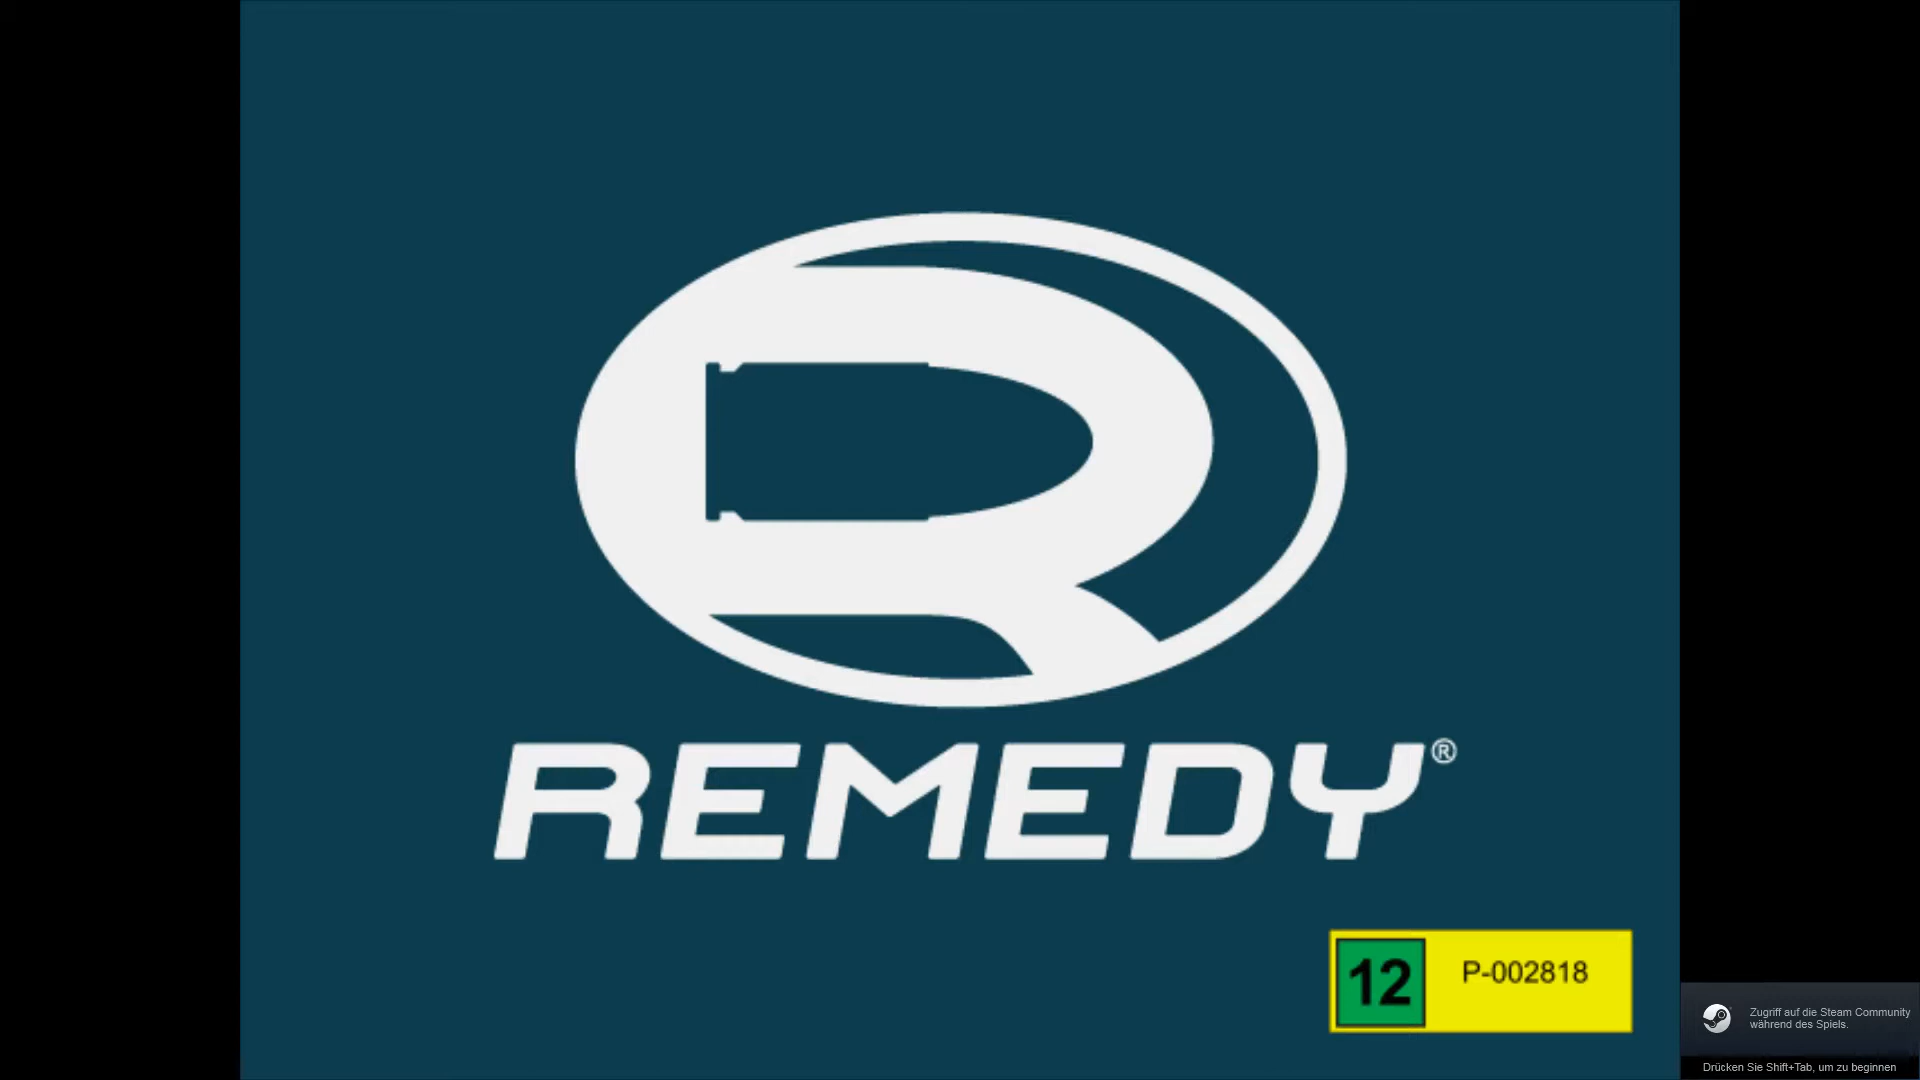 REMEDY®
12
P-002818
Zugriff auf die Steam Community
während des Spiels.
Drücken Sie Shift+Tab, um zu beginnen